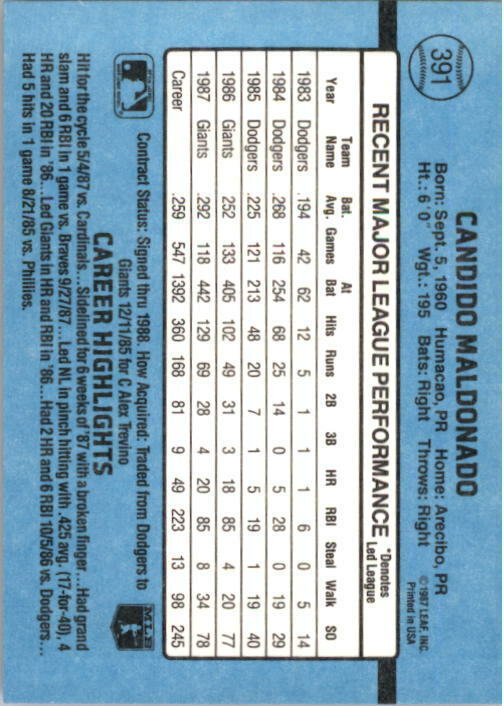 391
CANDIDO MALDONADO
Born: Sept. 5, 1960 Humacao, PR Home: Arecibo, PR
Ht.: 6' 0" Wgt.: 195 Bats: Right Throws: Right
©1987 LEAF, INC.
Printed in USA
RECENT MAJOR LEAGUE PERFORMANCE *Denotes Led League
Year Team Name Bat. Avg. Games At Bat Hits Runs 2B 3B HR RBI Steal Walk SO
1983 Dodgers .194 42 62 12 5 1 1 1 6 0 5 14
1984 Dodgers .268 116 254 68 25 14 0 5 28 0 19 29
1985 Dodgers .225 121 213 48 20 7 1 5 19 1 19 40
1986 Giants .252 133 405 102 49 31 3 18 85 4 20 77
1987 Giants .292 118 442 129 69 28 4 20 85 8 34 78
Career .259 547 1392 360 168 81 9 49 223 13 98 245
Contract Status: Signed thru 1988. How Acquired: Traded from Dodgers to
Giants 12/11/85 for C Alex Trevino
MLB
CAREER HIGHLIGHTS
Hit for the cycle 5/4/87 vs. Cardinals...Sidelined for 6 weeks of '87 with a broken finger...Had grand
slam and 6 RBI in 1 game vs. Braves 9/27/87...Led NL in pinch hitting with .425 avg. (17-for-40), 4
HR and 20 RBI in '86...Led Giants in HR and RBI in '86...Had 2 HR and 6 RBI 10/5/86 vs. Dodgers...
Had 5 hits in 1 game 8/21/85 vs. Phillies.